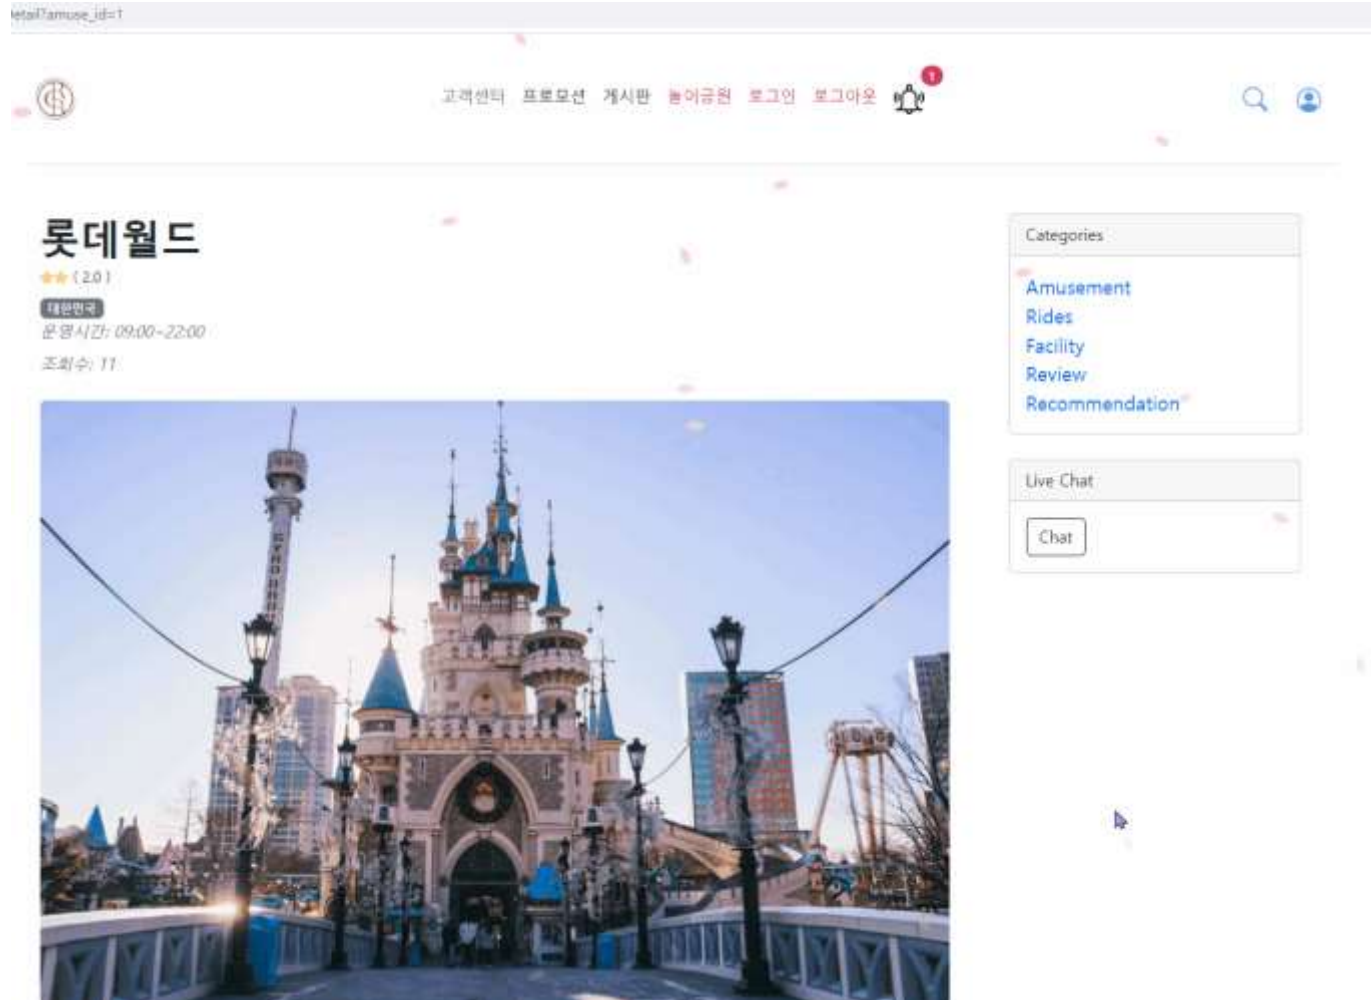 etail?amuse_id=1
고객센터 프로모션 게시판 놀이공원 로그인 로그아웃 1
롯데월드
( 2.0 )
대한민국
운영시간: 09:00~22:00
조회수: 11
Categories
Amusement
Rides
Facility
Review
Recommendation
Live Chat
Chat